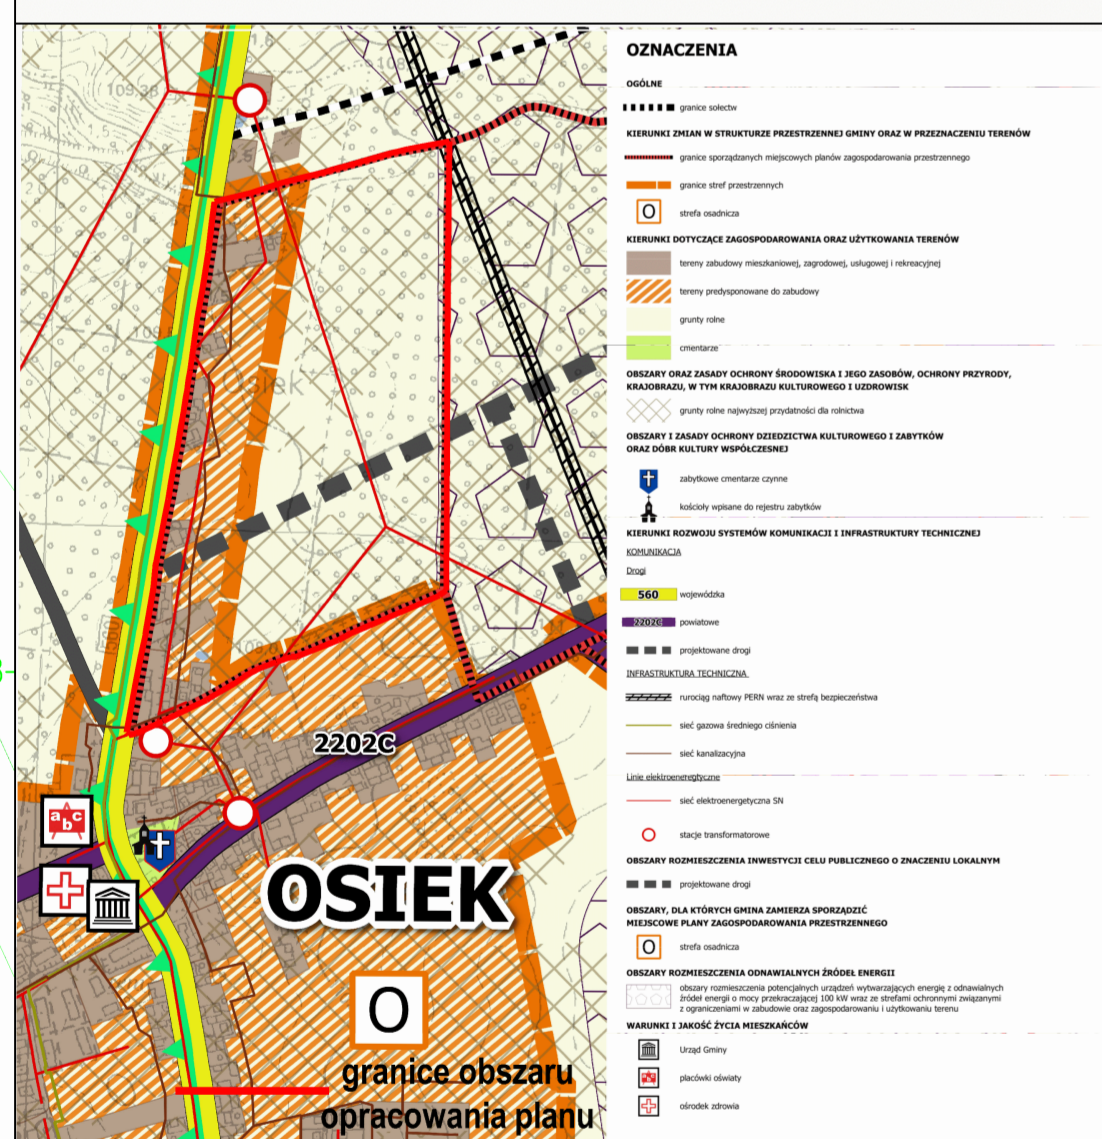 OZNACZENIA
OGÓLNE
granice sołectw
KIERUNKI ZMIAN W STRUKTURZE PRZESTRZENNEJ GMINY ORAZ W PRZEZNACZENIU TERENÓW
granice sporządzanych miejscowych planów zagospodarowania przestrzennego
granice stref przestrzennych
O strefa osadnicza
KIERUNKI DOTYCZĄCE ZAGOSPODAROWANIA ORAZ UŻYTKOWANIA TERENÓW
tereny zabudowy mieszkaniowej, zagrodowej, usługowej i rekreacyjnej
tereny predysponowane do zabudowy
grunty rolne
cmentarze
OBSZARY ORAZ ZASADY OCHRONY ŚRODOWISKA I JEGO ZASOBÓW, OCHRONY PRZYRODY,
KRAJOBRAZU, W TYM KRAJOBRAZU KULTUROWEGO I UZDROWISK
grunty rolne najwyższej przydatności dla rolnictwa
OBSZARY I ZASADY OCHRONY DZIEDZICTWA KULTUROWEGO I ZABYTKÓW
ORAZ DÓBR KULTURY WSPÓŁCZESNEJ
zabytkowe cmentarze czynne
kościoły wpisane do rejestru zabytków
KIERUNKI ROZWOJU SYSTEMÓW KOMUNIKACJI I INFRASTRUKTURY TECHNICZNEJ
KOMUNIKACJA
Drogi
560 wojewódzka
2202C powiatowe
projektowane drogi
INFRASTRUKTURA TECHNICZNA
rurociąg naftowy PERN wraz ze strefą bezpieczeństwa
sieć gazowa średniego ciśnienia
sieć kanalizacyjna
Linie elektroenergtyczne
sieć elektroenergetyczna SN
stacje transformatorowe
OBSZARY ROZMIESZCZENIA INWESTYCJI CELU PUBLICZNEGO O ZNACZENIU LOKALNYM
projektowane drogi
OBSZARY, DLA KTÓRYCH GMINA ZAMIERZA SPORZĄDZIĆ
MIEJSCOWE PLANY ZAGOSPODAROWANIA PRZESTRZENNEGO
O strefa osadnicza
OBSZARY ROZMIESZCZENIA ODNAWIALNYCH ŹRÓDEŁ ENERGII
obszary rozmieszczenia potencjalnych urządzeń wytwarzających energię z odnawialnych
źródeł energii o mocy przekraczającej 100 kW wraz ze strefami ochronnymi związanymi
z ograniczeniami w zabudowie oraz zagospodarowaniu i użytkowaniu terenu
WARUNKI I JAKOŚĆ ŻYCIA MIESZKAŃCÓW
Urząd Gminy
placówki oświaty
ośrodek zdrowia
109,38
Osiek
2202C
a b c
OSIEK
O
granice obszaru
opracowania planu